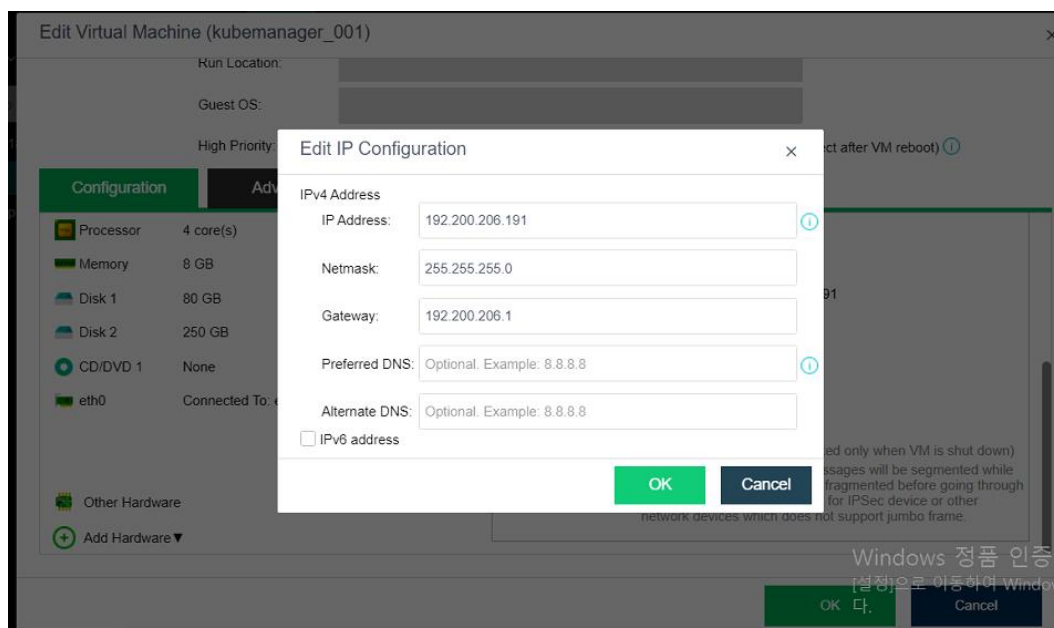 Edit Virtual Machine (kubemanager_001)
Run Location:
Guest OS:
High Priority:
ct after VM reboot)
Edit IP Configuration
Configuration
Adv
IPv4 Address
IP Address: 192.200.206.191
Netmask: 255.255.255.0
Gateway: 192.200.206.1
Preferred DNS: Optional. Example: 8.8.8.8
Alternate DNS: Optional. Example: 8.8.8.8
IPv6 address
OK Cancel
Processor 4 core(s)
Memory 8 GB
Disk 1 80 GB
91
Disk 2 250 GB
CD/DVD 1 None
eth0 Connected To: e
ed only when VM is shut down)
ssages will be segmented while
fragmented before going through
for IPSec device or other
network devices which does not support jumbo frame.
Other Hardware
Add Hardware
Windows 정품 인증
[설정]으로 이동하여 Window
다.
OK Cancel